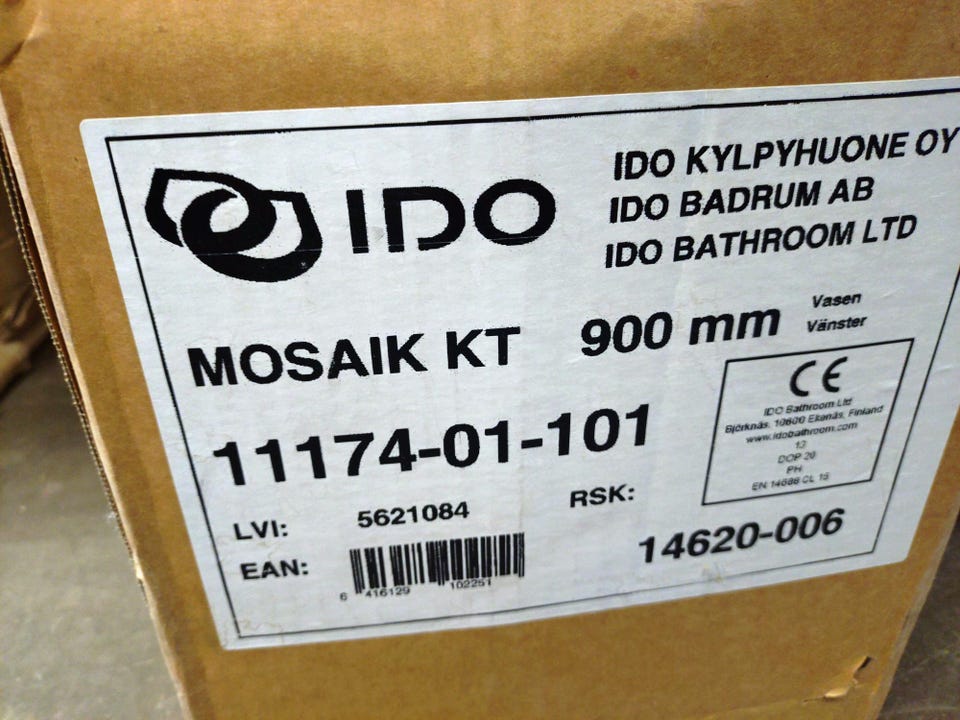 IDO
IDO KYLPYHUONE OY
IDO BADRUM AB
IDO BATHROOM LTD
MOSAIK KT 900 mm
Vasen
Vänster
11174-01-101
CE
IDO Bathroom Ltd
Björknäs, 10600 Ekenäs, Finland
www.idobathroom.com
13
DOP 20
PH
EN 14688 CL 15
LVI: 5621084
RSK:
EAN:
6 416129 102251
14620-006